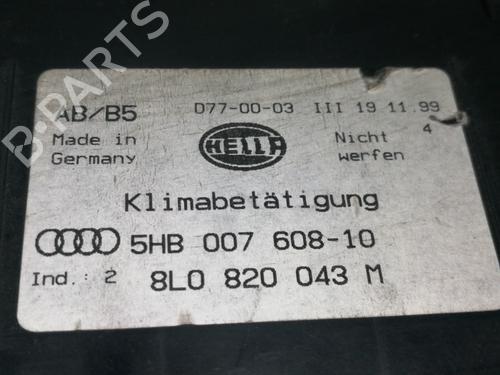 AB/B5 D77-00-03 III 19 11.99
Made in Germany HELLA Nicht 4 werfen
Klimabetätigung
5HB 007 608-10
Ind.: 2 8L0 820 043 M
B-PARTS